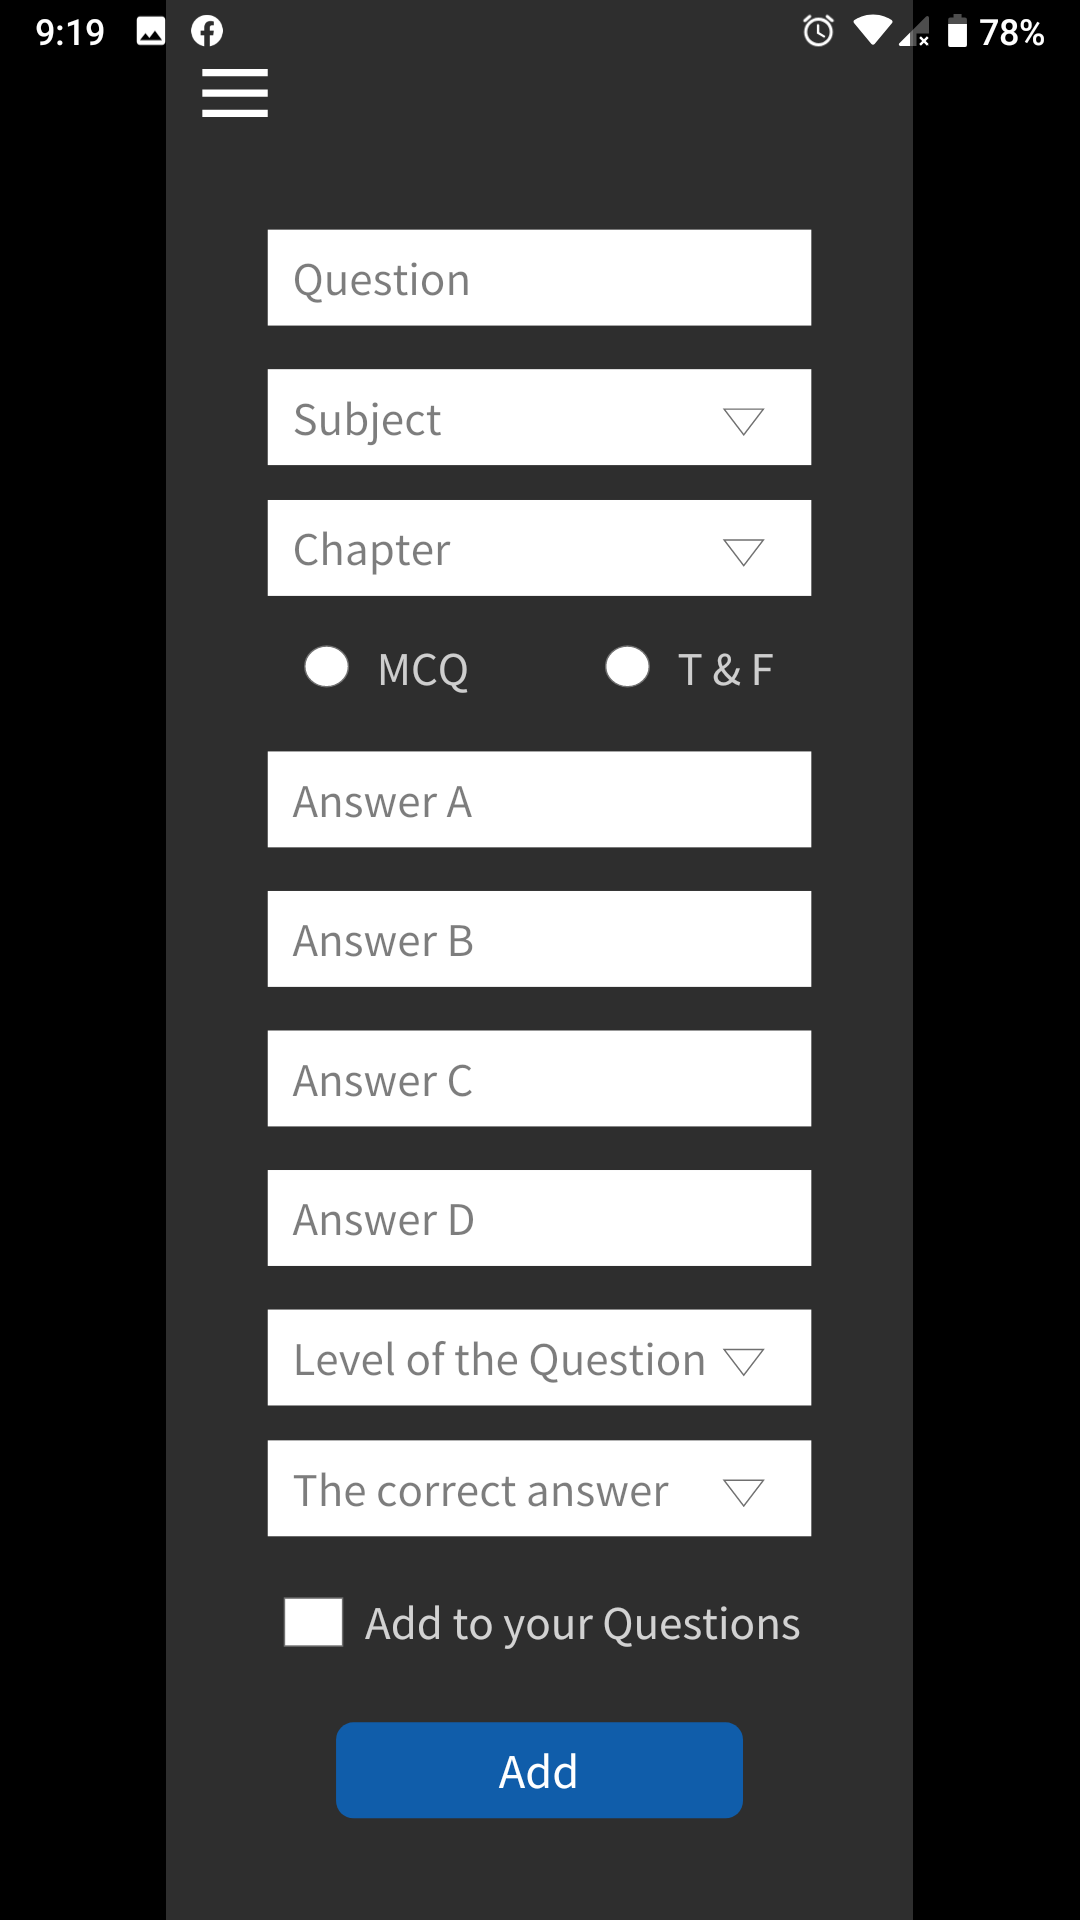 9:19 78%
Question
Subject
Chapter
MCQ T & F
Answer A
Answer B
Answer C
Answer D
Level of the Question
The correct answer
Add to your Questions
Add